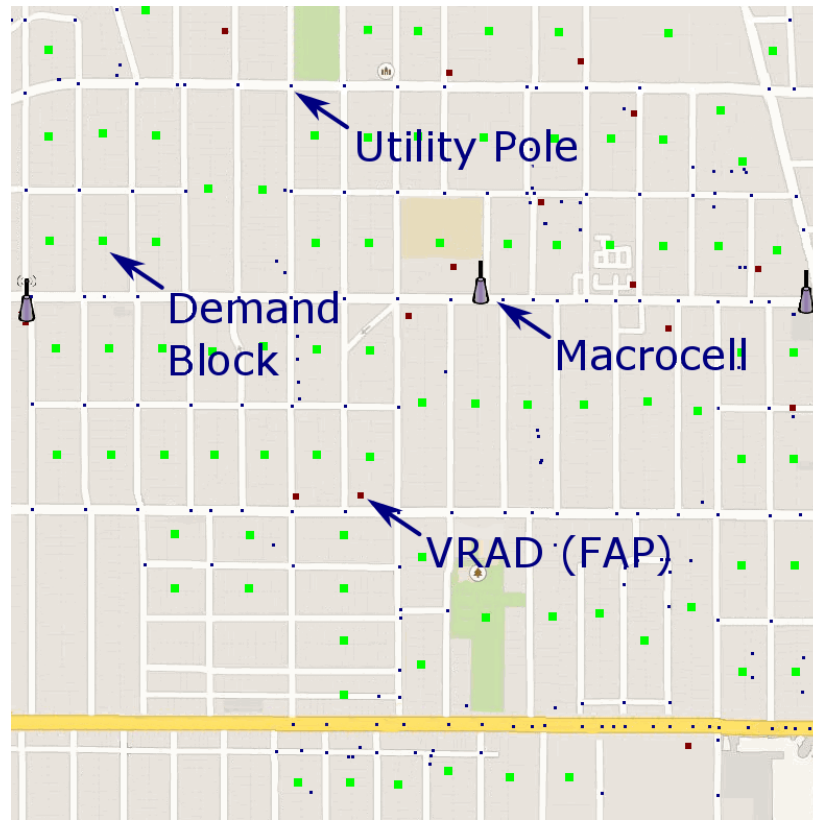 Utility Pole
Demand
Block
Macrocell
VRAD (FAP)